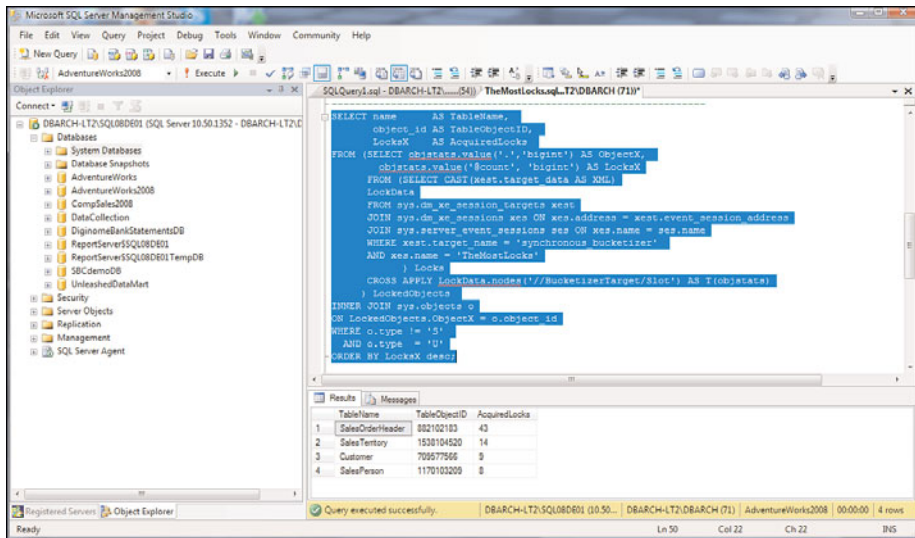 Microsoft SQL Server Management Studio
File Edit View Query Project Debug Tools Window Community Help
New Query
AdventureWorks2008 Execute
Object Explorer
Connect
DBARCH-LT2\SQL08DE01 (SQL Server 10.50.1352 - DBARCH-LT2\D
Databases
System Databases
Database Snapshots
AdventureWorks
AdventureWorks2008
CompSales2008
DataCollection
DiginomeBankStatementsDB
ReportServer$SQL08DE01
ReportServer$SQL08DE01TempDB
SBCdemoDB
UnleashedDataMart
Security
Server Objects
Replication
Management
SQL Server Agent
Registered Servers Object Explorer
SQLQuery1.sql - DBARCH-LT2\......(54)) TheMostLocks.sql...T2\DBARCH (71))*
SELECT name AS TableName,
object_id AS TableObjectID,
LocksX AS AcquiredLocks
FROM (SELECT objstats.value('.','bigint') AS ObjectX,
objstats.value('@count', 'bigint') AS LocksX
FROM (SELECT CAST(xest.target_data AS XML)
LockData
FROM sys.dm_xe_session_targets xest
JOIN sys.dm_xe_sessions xes ON xes.address = xest.event_session_address
JOIN sys.server_event_sessions ses ON xes.name = ses.name
WHERE xest.target_name = 'synchronous_bucketizer'
AND xes.name = 'TheMostLocks'
) Locks
CROSS APPLY LockData.nodes('//BucketizerTarget/Slot') AS T(objstats)
) LockedObjects
INNER JOIN sys.objects o
ON LockedObjects.ObjectX = o.object_id
WHERE o.type != 'S'
AND o.type = 'U'
ORDER BY LocksX desc;
Results Messages
TableName TableObjectID AcquiredLocks
1 SalesOrderHeader 882102183 43
2 SalesTerritory 1538104520 14
3 Customer 709577566 9
4 SalesPerson 1170103209 8
Query executed successfully. DBARCH-LT2\SQL08DE01 (10.50... DBARCH-LT2\DBARCH (71) AdventureWorks2008 00:00:00 4 rows
Ready Ln 50 Col 22 Ch 22 INS